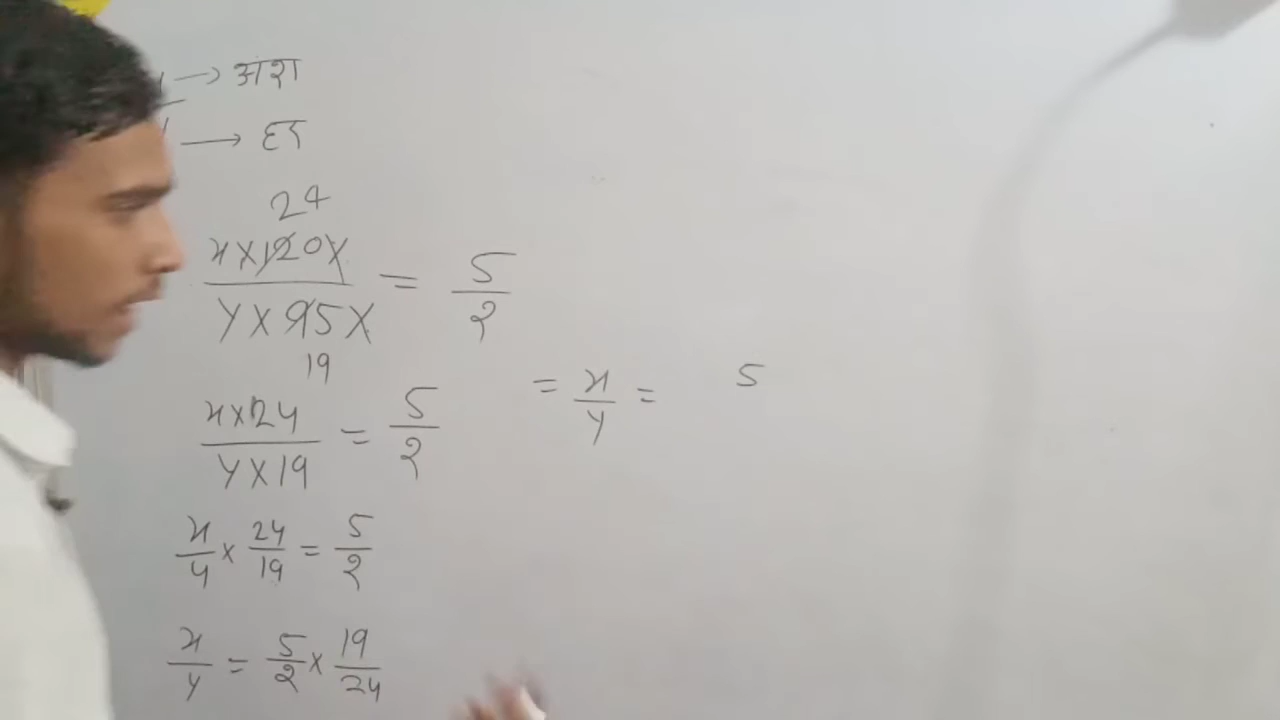 → अश
→ हर
24
x×120%
y×95%
= 5/2
19
x×24/y×19 = 5/2
x/y × 24/19 = 5/2
x/y = 5/2 × 19/24
= x/y = 5